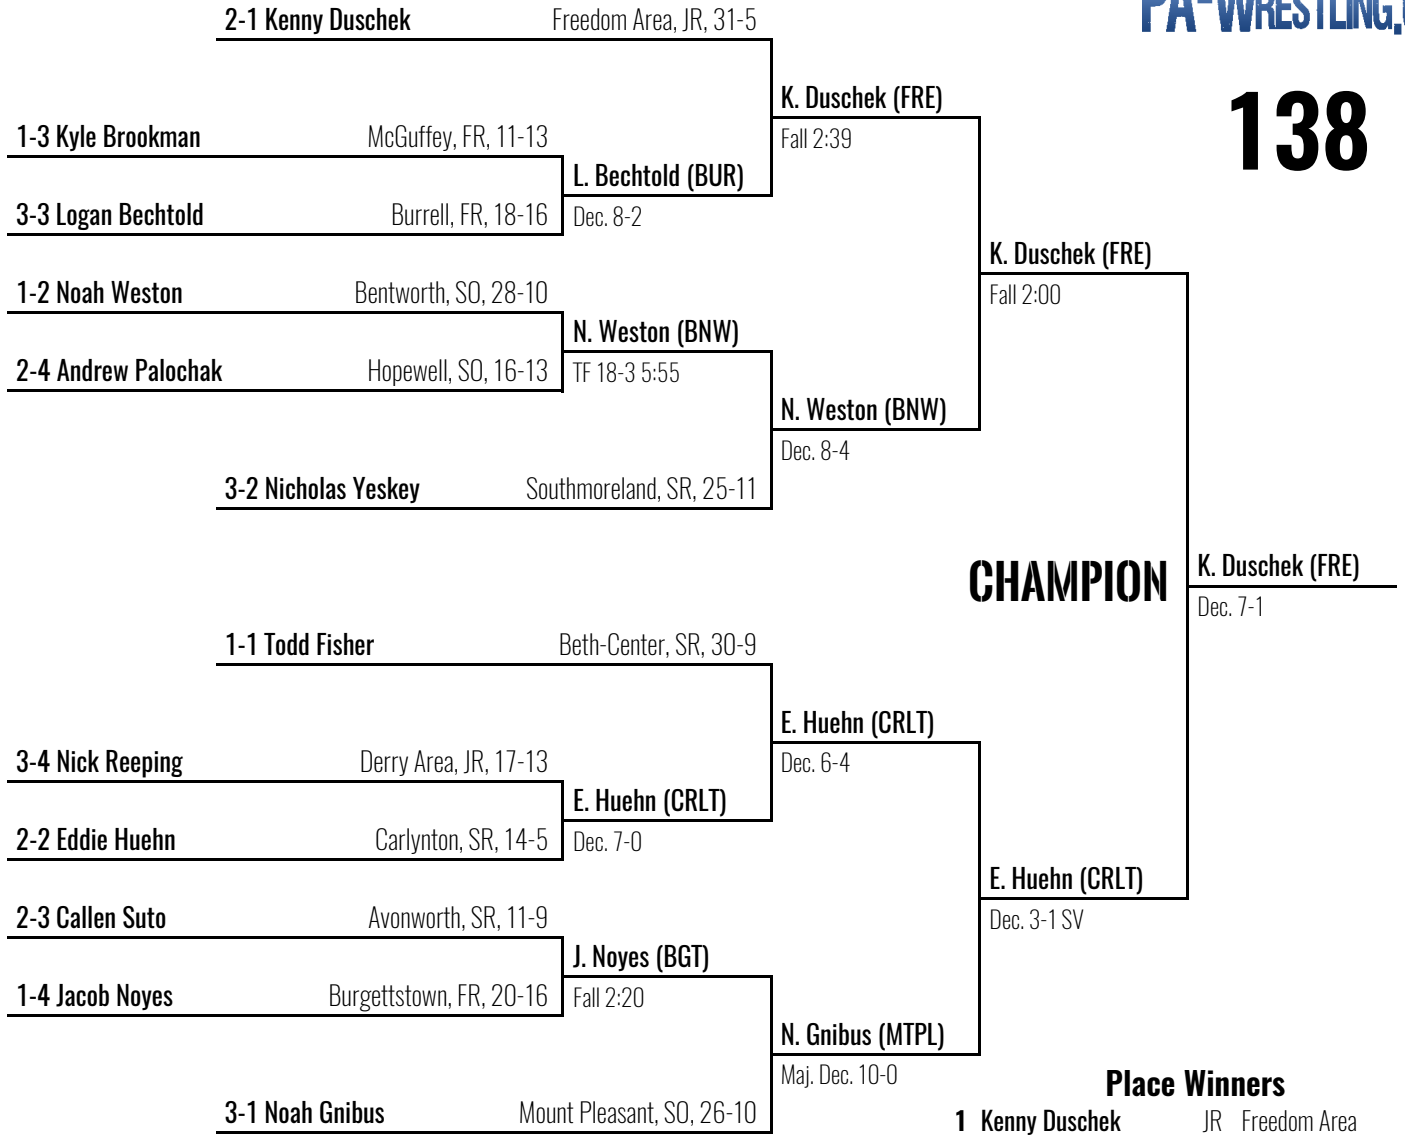 2-1 Kenny Duschek Freedom Area, JR, 31-5
PA-WRESTLING.
138
K. Duschek (FRE)
Fall 2:39
1-3 Kyle Brookman McGuffey, FR, 11-13
L. Bechtold (BUR)
Dec. 8-2
3-3 Logan Bechtold Burrell, FR, 18-16
K. Duschek (FRE)
Fall 2:00
1-2 Noah Weston Bentworth, SO, 28-10
N. Weston (BNW)
TF 18-3 5:55
2-4 Andrew Palochak Hopewell, SO, 16-13
N. Weston (BNW)
Dec. 8-4
3-2 Nicholas Yeskey Southmoreland, SR, 25-11
CHAMPION
K. Duschek (FRE)
Dec. 7-1
1-1 Todd Fisher Beth-Center, SR, 30-9
E. Huehn (CRLT)
Dec. 6-4
3-4 Nick Reeping Derry Area, JR, 17-13
E. Huehn (CRLT)
Dec. 7-0
2-2 Eddie Huehn Carlynton, SR, 14-5
E. Huehn (CRLT)
Dec. 3-1 SV
2-3 Callen Suto Avonworth, SR, 11-9
J. Noyes (BGT)
Fall 2:20
1-4 Jacob Noyes Burgettstown, FR, 20-16
N. Gnibus (MTPL)
Maj. Dec. 10-0
3-1 Noah Gnibus Mount Pleasant, SO, 26-10
Place Winners
1 Kenny Duschek JR Freedom Area